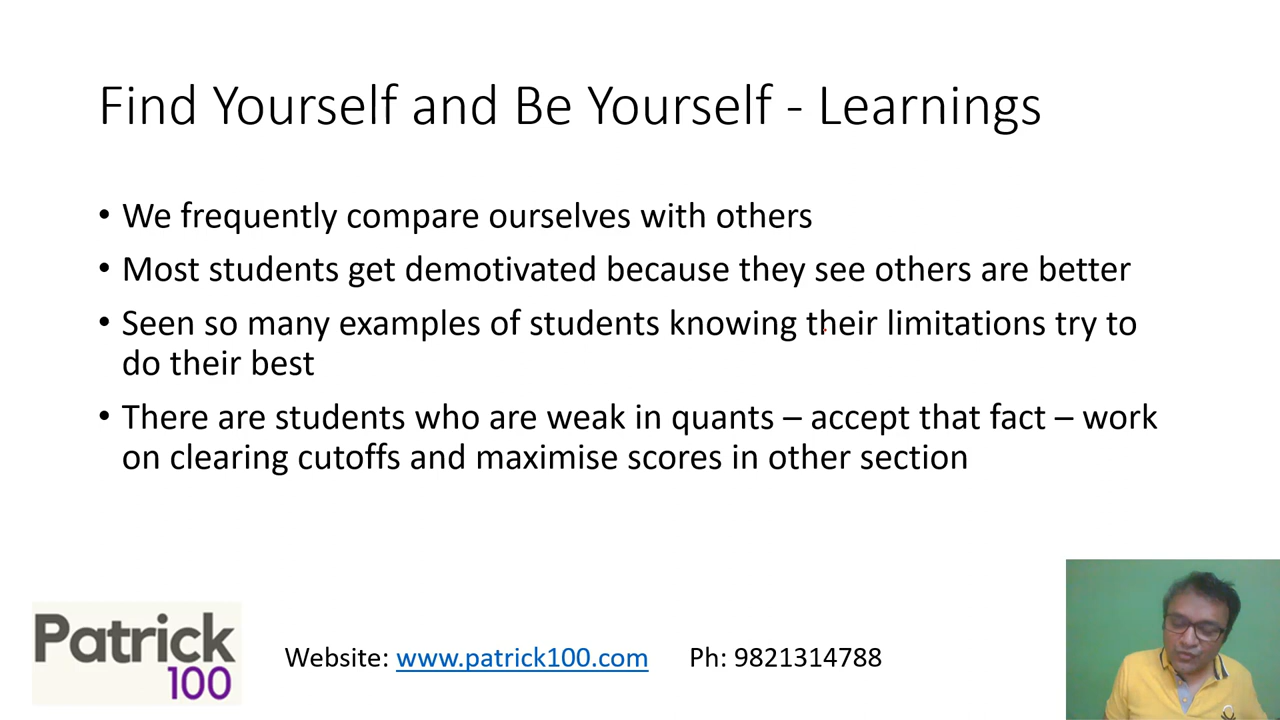 Find Yourself and Be Yourself - Learnings
• We frequently compare ourselves with others
• Most students get demotivated because they see others are better
• Seen so many examples of students knowing their limitations try to
do their best
• There are students who are weak in quants – accept that fact – work
on clearing cutoffs and maximise scores in other section
Patrick
100
Website: www.patrick100.com Ph: 9821314788